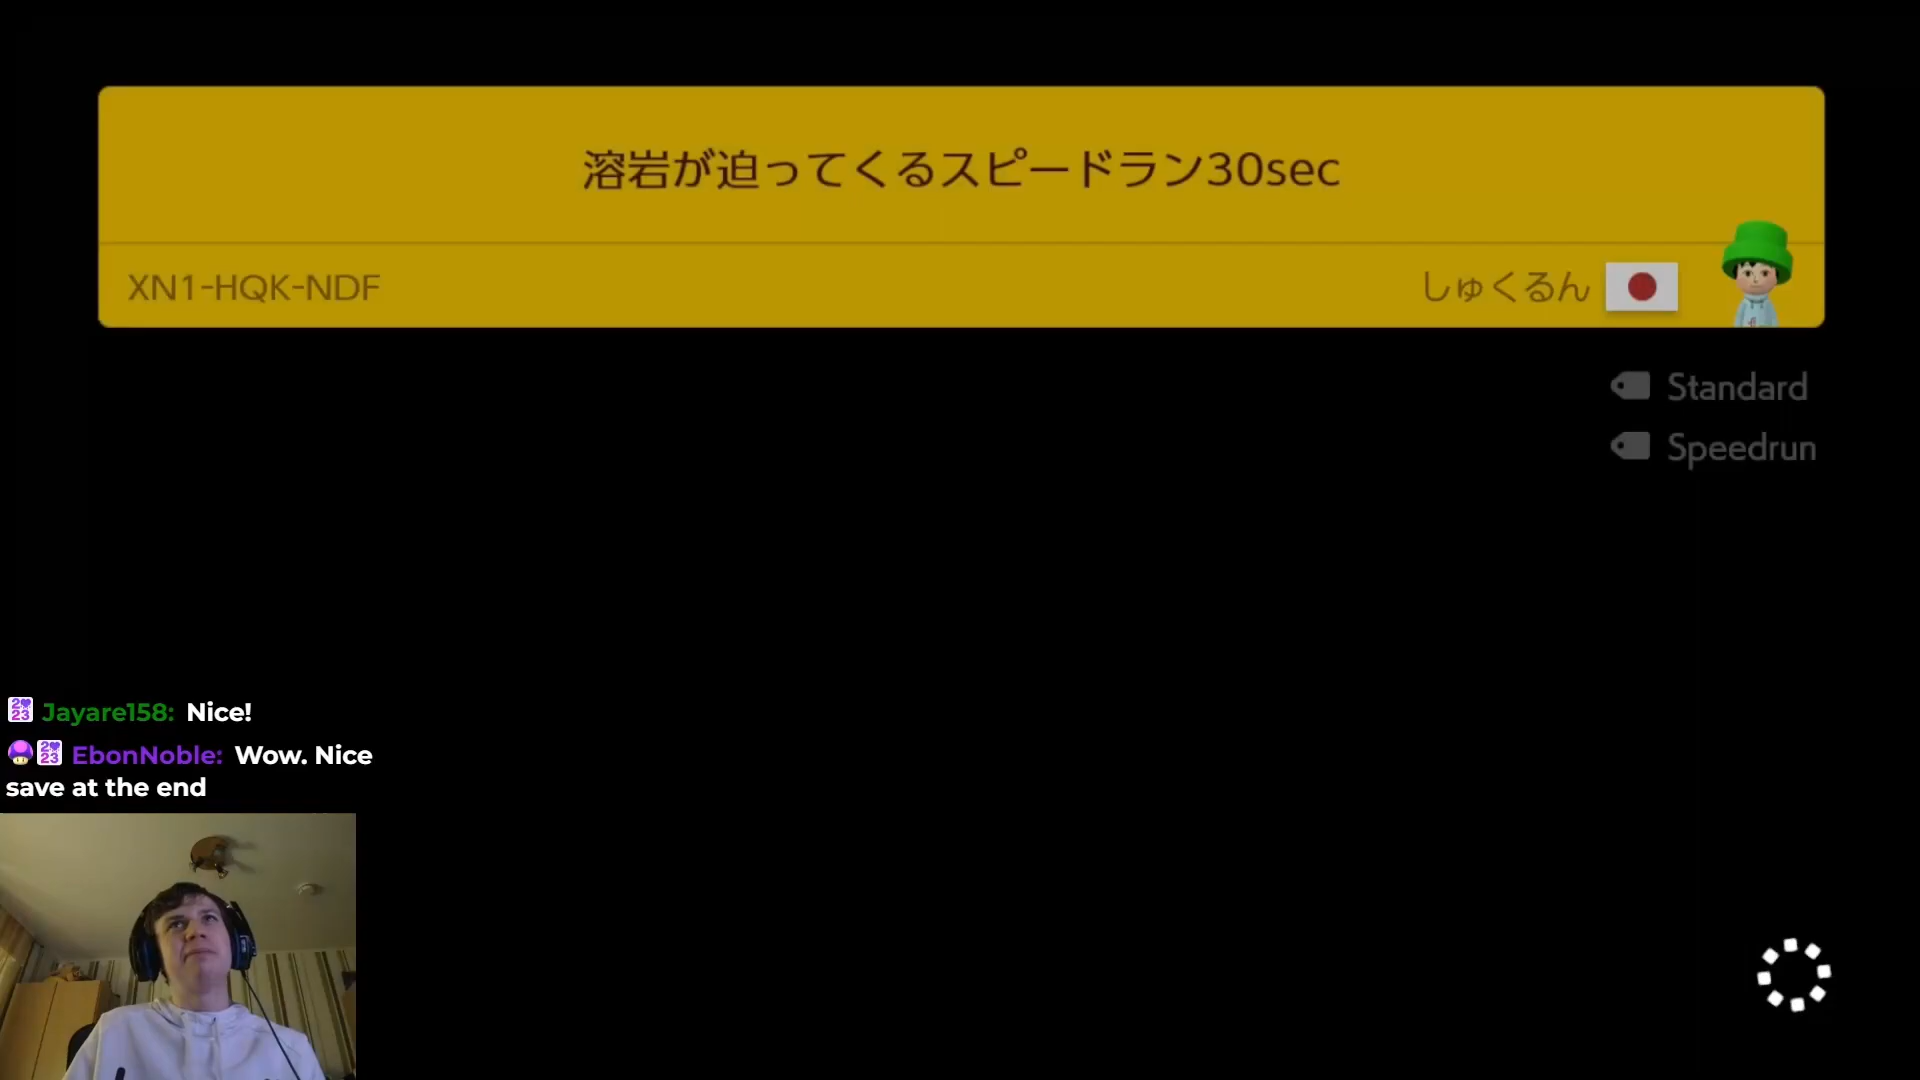 溶岩が迫ってくるスピードラン30sec
XN1-HQK-NDF
しゅくるん
Standard
Speedrun
Jayare158: Nice!
EbonNoble: Wow. Nice
save at the end